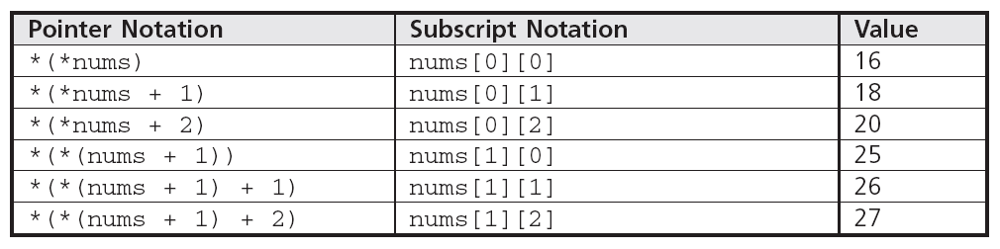 Pointer Notation Subscript Notation Value
*(*nums) nums[0][0] 16
*(*nums + 1) nums[0][1] 18
*(*nums + 2) nums[0][2] 20
*(*(nums + 1)) nums[1][0] 25
*(*(nums + 1) + 1) nums[1][1] 26
*(*(nums + 1) + 2) nums[1][2] 27